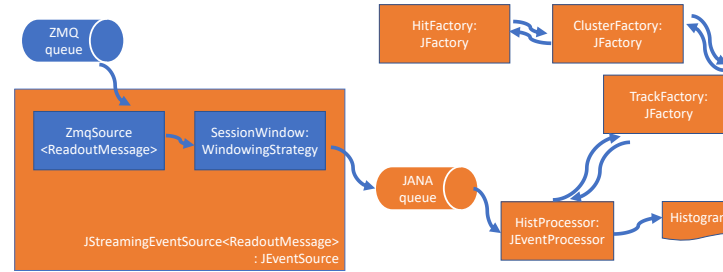 ZMQ
queue
HitFactory:
JFactory
ClusterFactory:
JFactory
TrackFactory:
JFactory
ZmqSource
<ReadoutMessage>
SessionWindow:
WindowingStrategy
JANA
queue
HistProcessor:
JEventProcessor
Histogram
JStreamingEventSource<ReadoutMessage>
: JEventSource